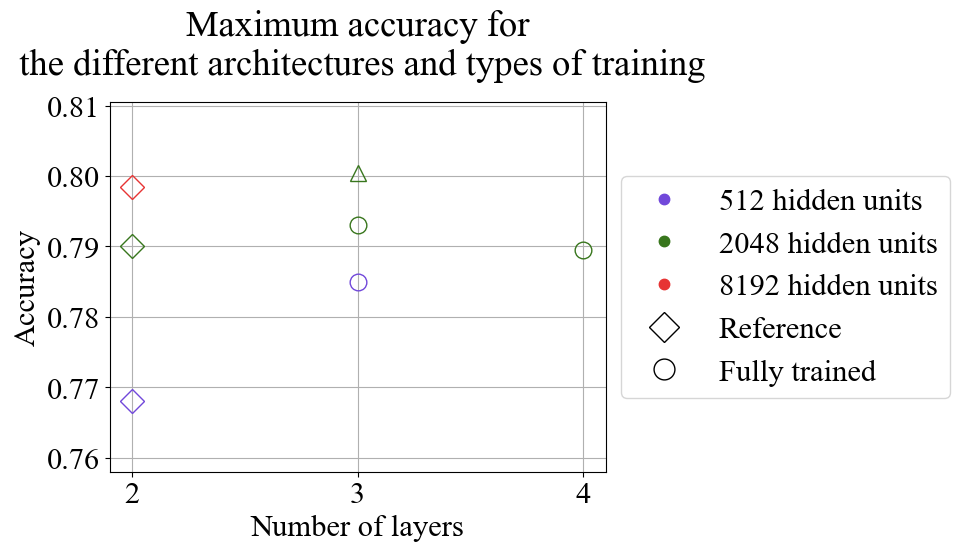 Maximum accuracy for
the different architectures and types of training
0.81
0.80
0.79
0.78
0.77
0.76
Accuracy
2 3 4
Number of layers
512 hidden units
2048 hidden units
8192 hidden units
Reference
Fully trained